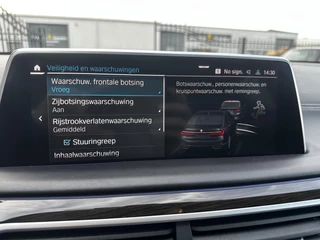 Veiligheid en waarschuwingen
No sign. 14:30
Waarschuw. frontale botsing
Vroeg
Zijbotsingswaarschuwing
Aan
Rijstrookverlatenwaarschuwing
Gemiddeld
Stuuringreep
Inhaalwaarschuwing
Botswaarschuw., personenwaarschuw. en
kruispuntwaarschuw. met remingreep.